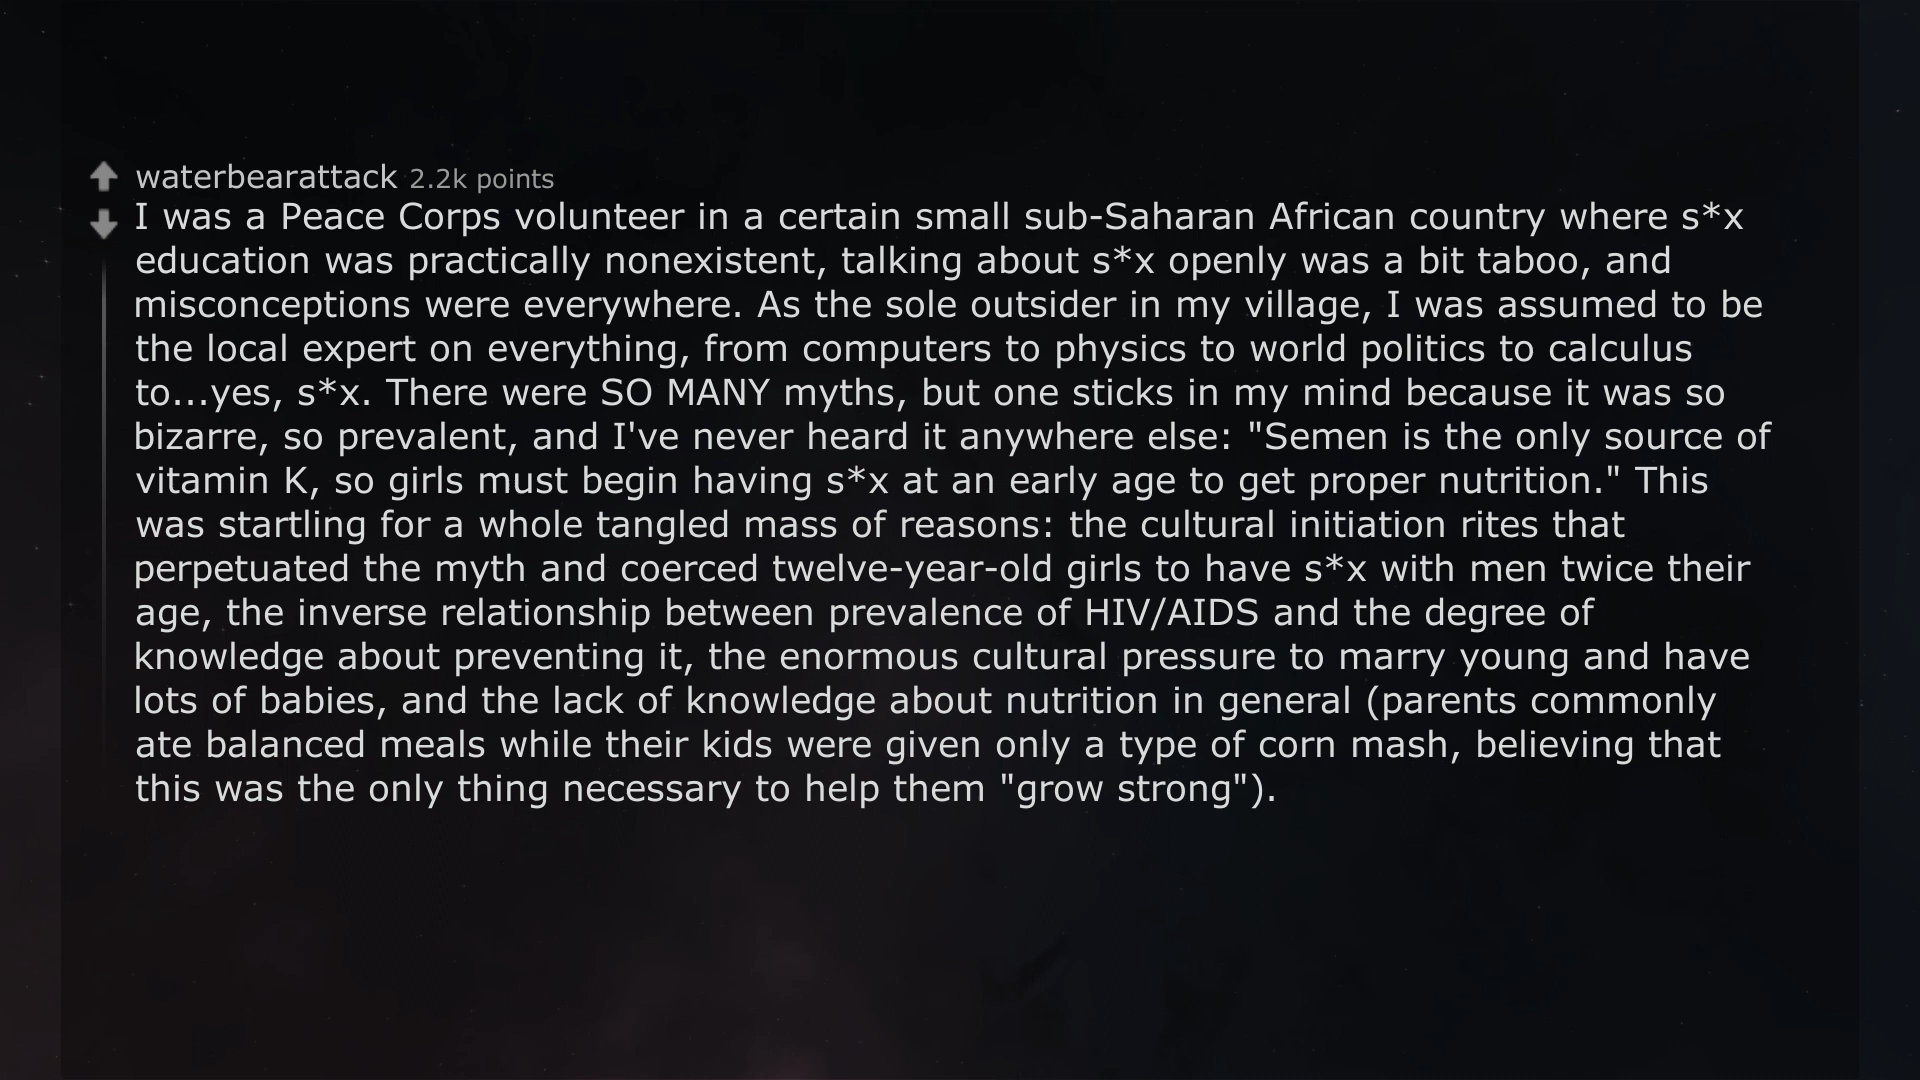 waterbearattack 2.2k points
I was a Peace Corps volunteer in a certain small sub-Saharan African country where s*x
education was practically nonexistent, talking about s*x openly was a bit taboo, and
misconceptions were everywhere. As the sole outsider in my village, I was assumed to be
the local expert on everything, from computers to physics to world politics to calculus
to...yes, s*x. There were SO MANY myths, but one sticks in my mind because it was so
bizarre, so prevalent, and I've never heard it anywhere else: "Semen is the only source of
vitamin K, so girls must begin having s*x at an early age to get proper nutrition." This
was startling for a whole tangled mass of reasons: the cultural initiation rites that
perpetuated the myth and coerced twelve-year-old girls to have s*x with men twice their
age, the inverse relationship between prevalence of HIV/AIDS and the degree of
knowledge about preventing it, the enormous cultural pressure to marry young and have
lots of babies, and the lack of knowledge about nutrition in general (parents commonly
ate balanced meals while their kids were given only a type of corn mash, believing that
this was the only thing necessary to help them "grow strong").